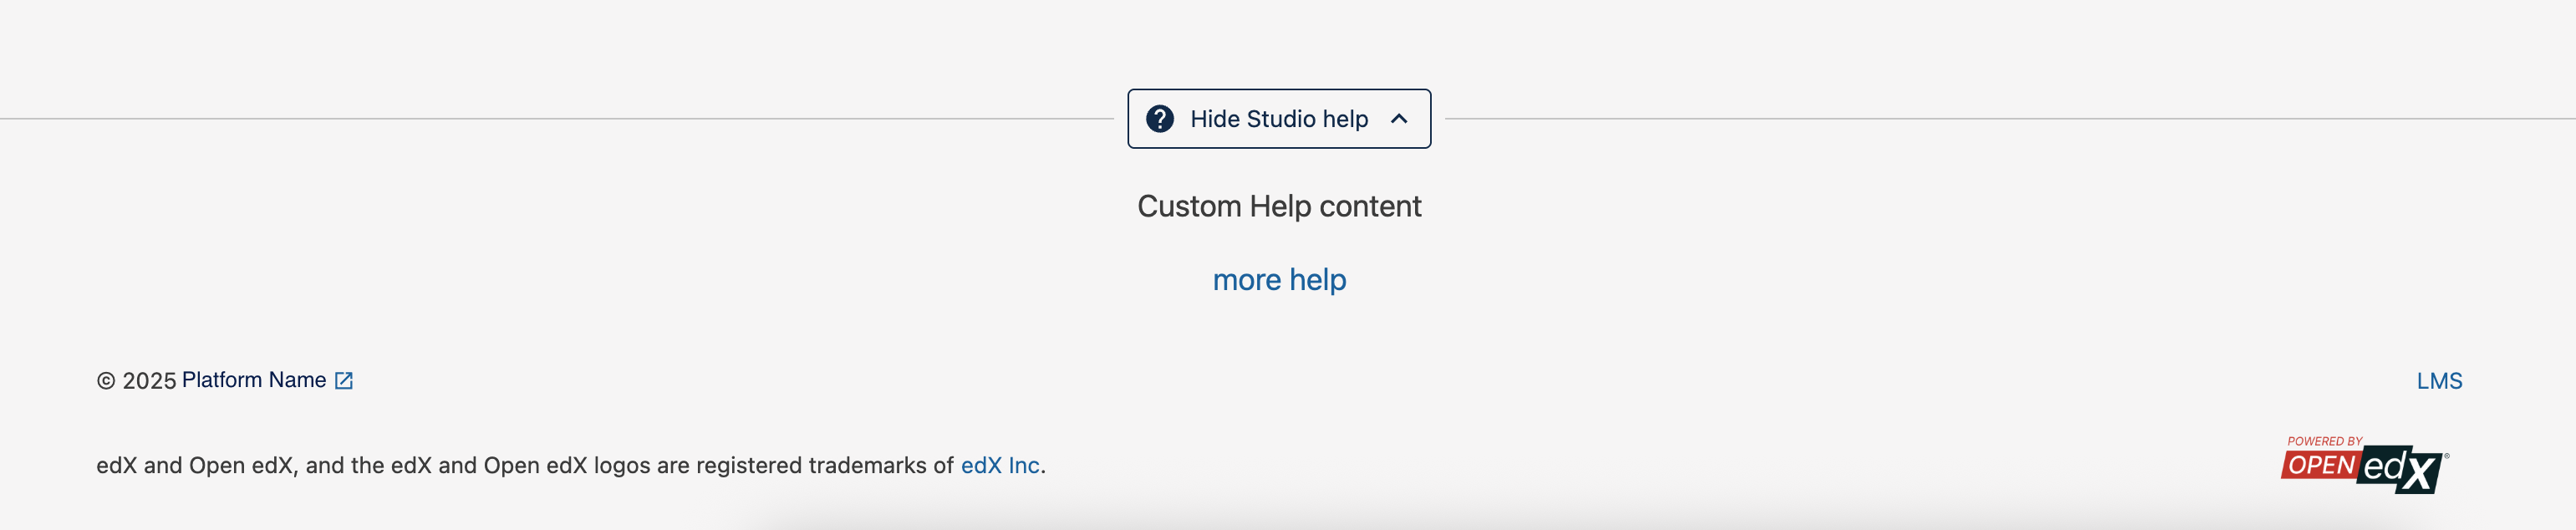 Hide Studio help
Custom Help content
more help
© 2025 Platform Name
LMS
edX and Open edX, and the edX and Open edX logos are registered trademarks of edX Inc.
POWERED BY
OPEN edX ®